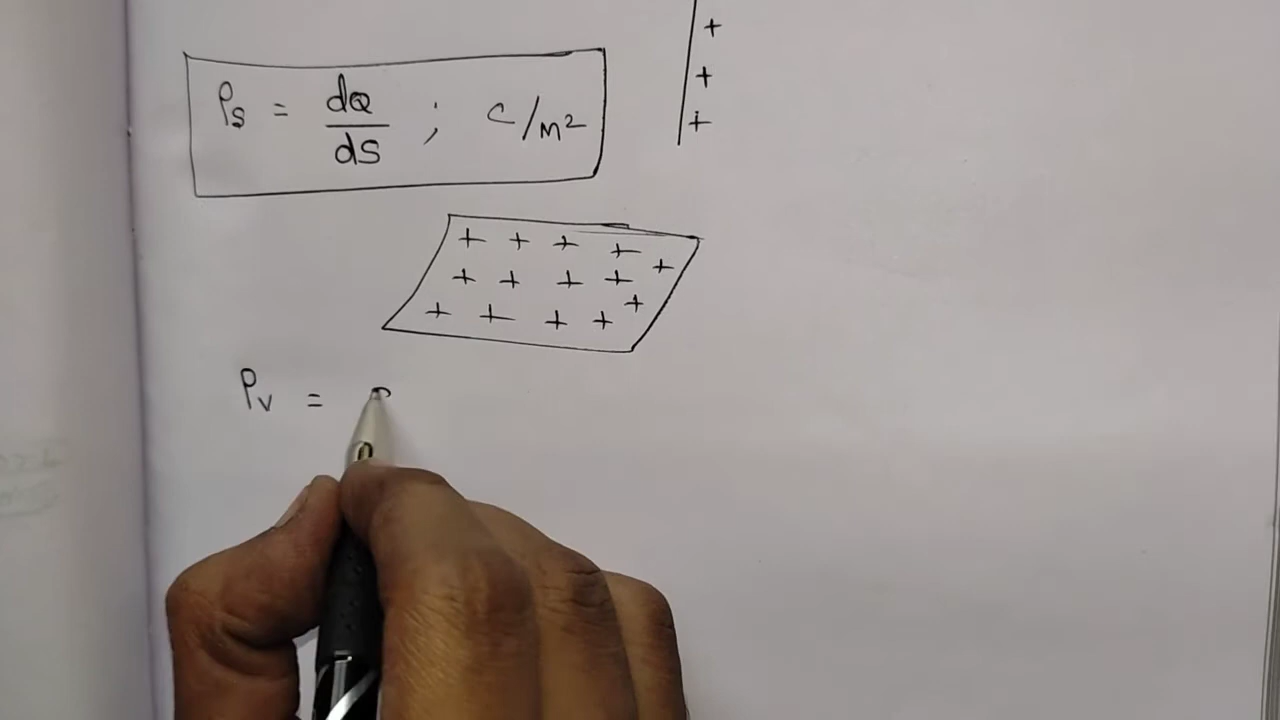 +
+
+
ρs = dQ/dS ; C/m²
+ + + +
+ + + + +
+ + + + +
ρv =